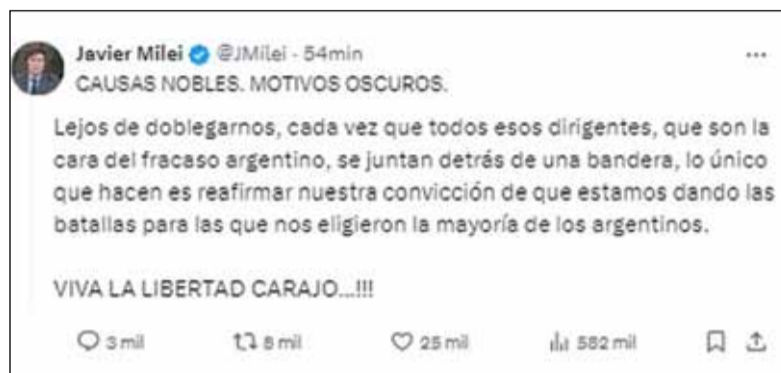 Javier Milei @JMilei - 54min
CAUSAS NOBLES. MOTIVOS OSCUROS.
Lejos de doblegarnos, cada vez que todos esos dirigentes, que son la
cara del fracaso argentino, se juntan detrás de una bandera, lo único
que hacen es reafirmar nuestra convicción de que estamos dando las
batallas para las que nos eligieron la mayoría de los argentinos.
VIVA LA LIBERTAD CARAJO...!!!
3 mil 8 mil 25 mil 582 mil